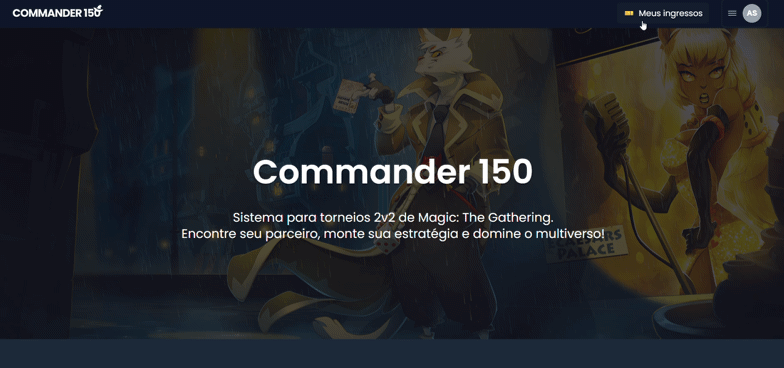 COMMANDER 150
Meus ingressos
AS
Commander 150
Sistema para torneios 2v2 de Magic: The Gathering.
Encontre seu parceiro, monte sua estratégia e domine o multiverso!
CAESARS
PALACE